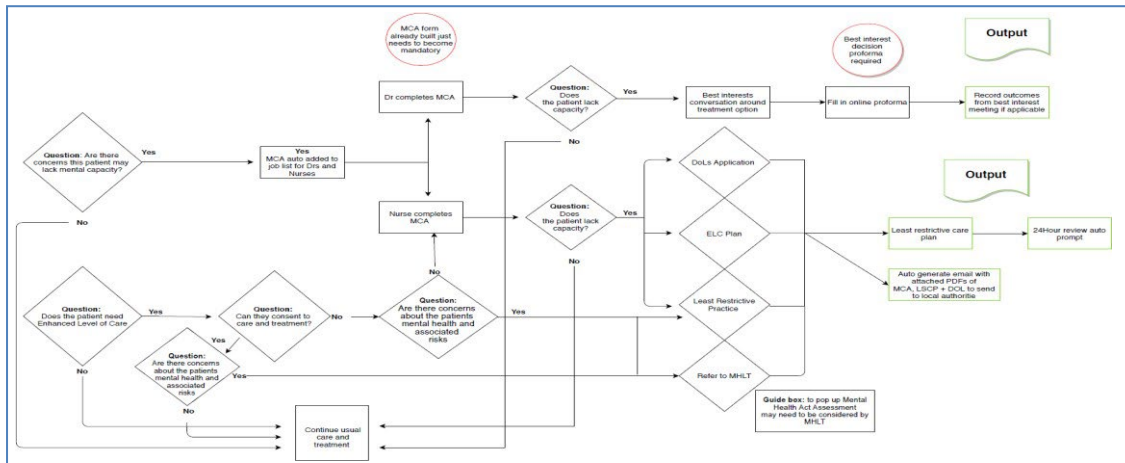 MCA form
already built just
needs to become
mandatory
Best interest
decision
proforma
required
Output
Dr completes MCA
Question:
Does
the patient lack
capacity?
Yes
Best interests
conversation around
treatment option
Fill in online proforma
Record outcomes
from best interest
meeting if applicable
No
Question: Are there
concerns this patient may
lack mental capacity?
Yes
Yes
MCA auto added to
job list for Drs and
Nurses
No
Nurse completes
MCA
Question:
Does
the patient lack
capacity?
Yes
No
DoLs Application
ELC Plan
Least Restrictive
Practice
Refer to MHLT
Output
Least restrictive care
plan
24Hour review auto
prompt
Auto generate email with
attached PDFs of
MCA, LSCP + DOL to send
to local authoritie
Question:
Does the patient need
Enhanced Level of Care
Yes
No
Question:
Can they consent to
care and treatment?
No
Yes
Question:
Are there concerns
about the patients
mental health and
associated
risks
No
Yes
Question:
Are there concerns
about the patients
mental health and
associated
risks
Yes
No
Continue usual
care and
treatment
Guide box: to pop up Mental
Health Act Assessment
may need to be considered by
MHLT